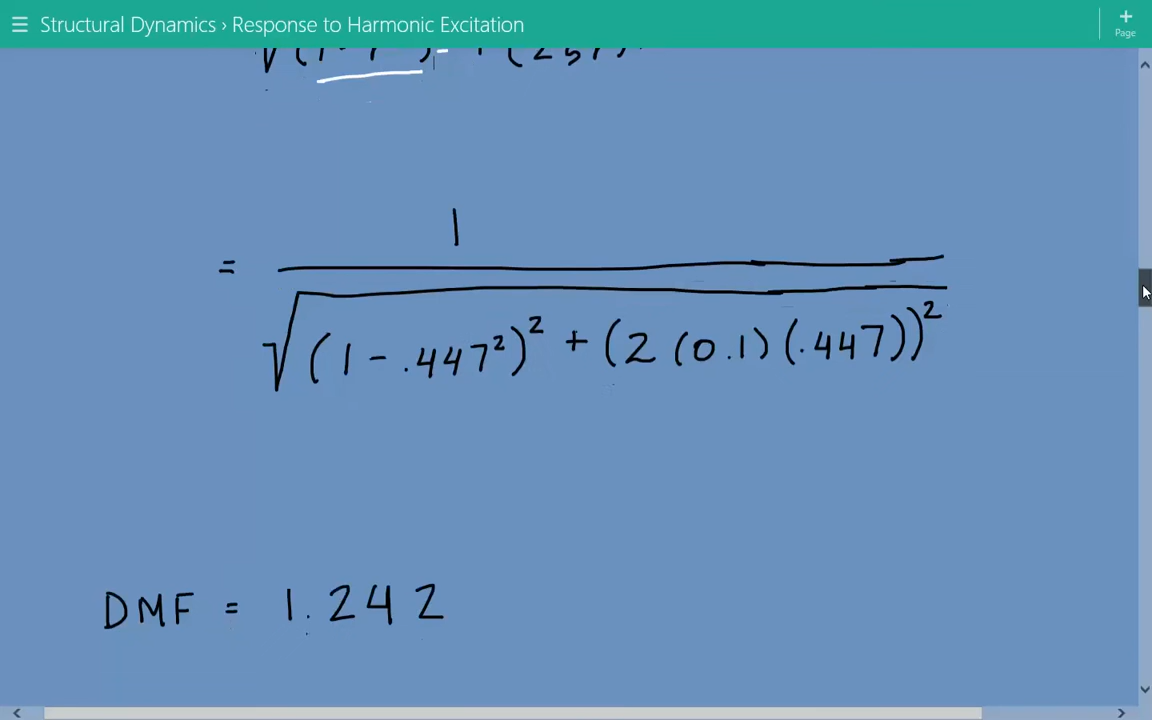 Structural Dynamics › Response to Harmonic Excitation
Page
= 1 / √((1 - .447²)² + (2 (0.1) (.447))²)
DMF = 1.242